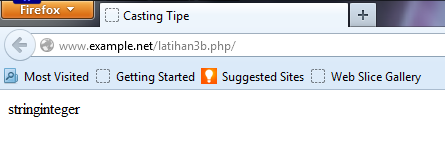 Firefox
Casting Tipe
www.example.net/latihan3b.php/
Most Visited Getting Started Suggested Sites Web Slice Gallery
stringinteger